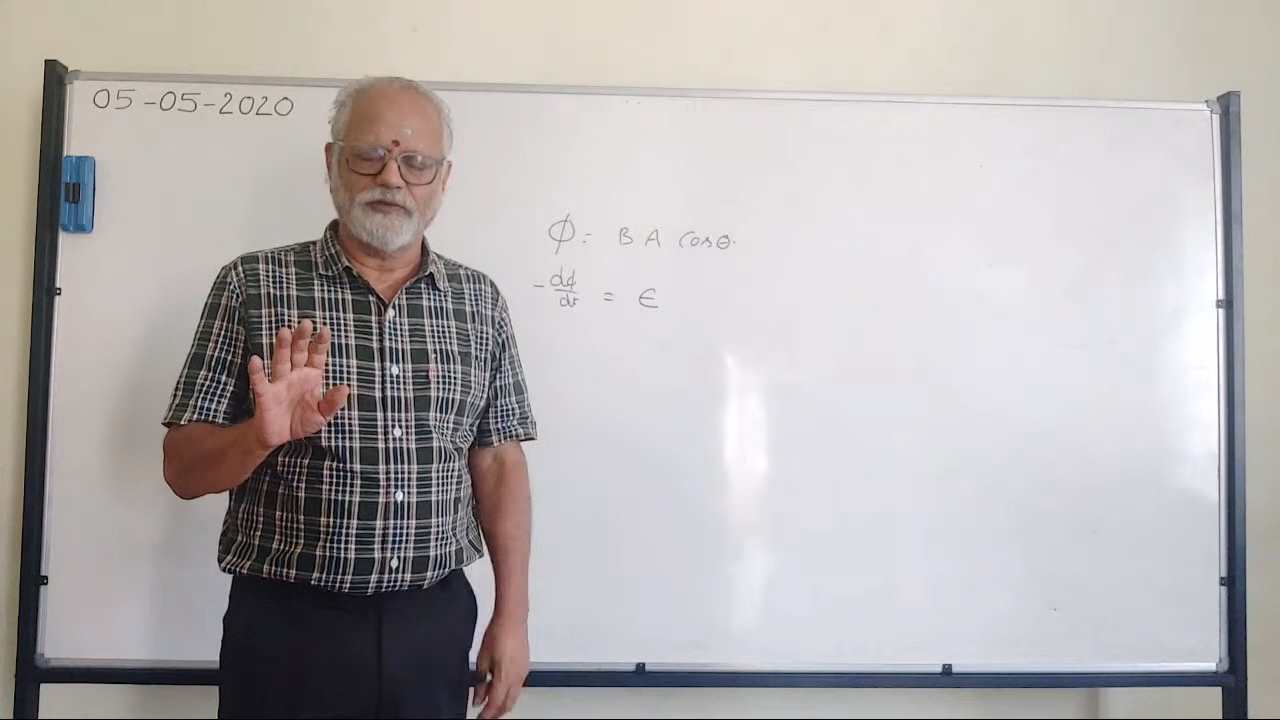 05-05-2020
Φ = B A cosθ.
-dφ/dt = ϵ